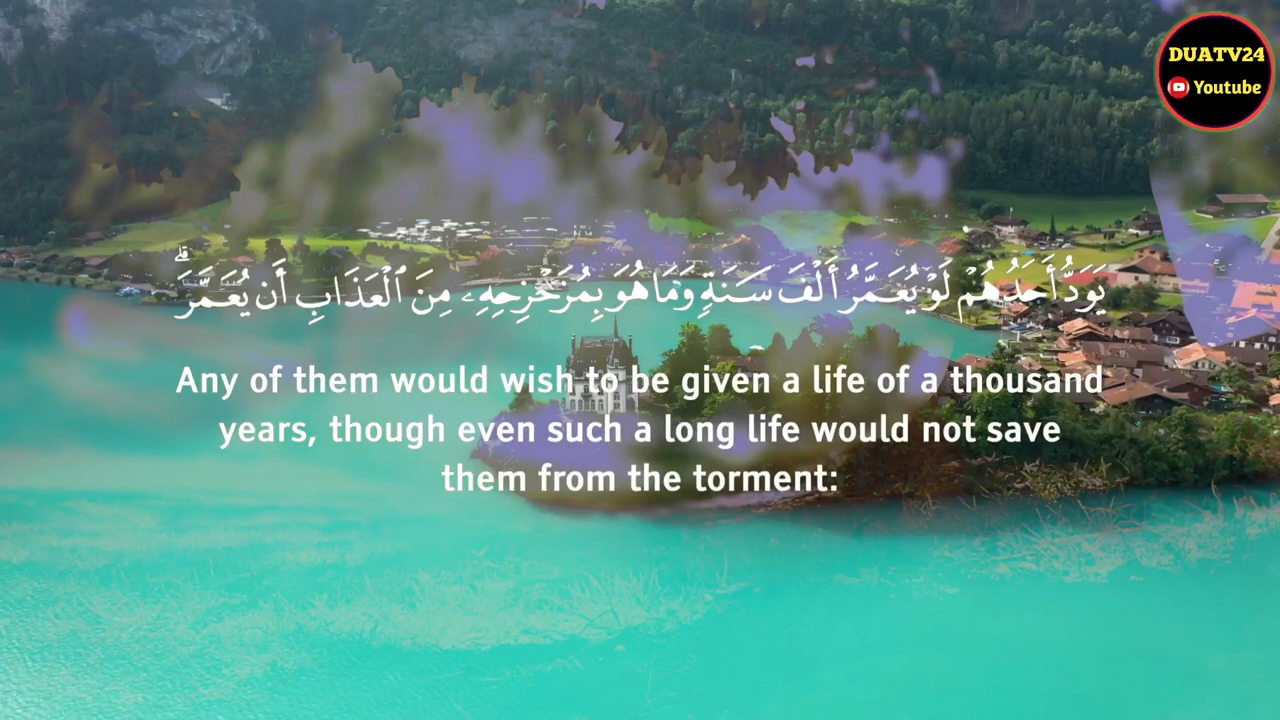 DUATV24
Youtube
يَوَدُّ أَحَدُهُمْ لَوْ يُعَمَّرُ أَلْفَ سَنَةٍ وَمَا هُوَ بِمُزَحْزِحِهِۦ مِنَ ٱلْعَذَابِ أَن يُعَمَّرَ ۗ
Any of them would wish to be given a life of a thousand
years, though even such a long life would not save
them from the torment: